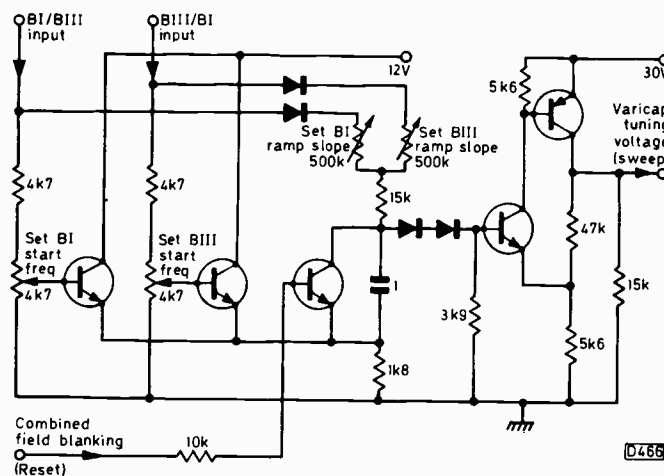 BI/BIII
input
BIII/BI
input
12V
30V
5k6
Varicap
tuning
voltage
(sweep)
Set BI
ramp slope
500k
Set BIII
ramp slope
500k
4k7
4k7
15k
47k
Set BI
start
freq
4k7
Set BIII
start
freq
4k7
1
3k9
15k
1k8
5k6
Combined
field blanking
(Reset)
10k
D466